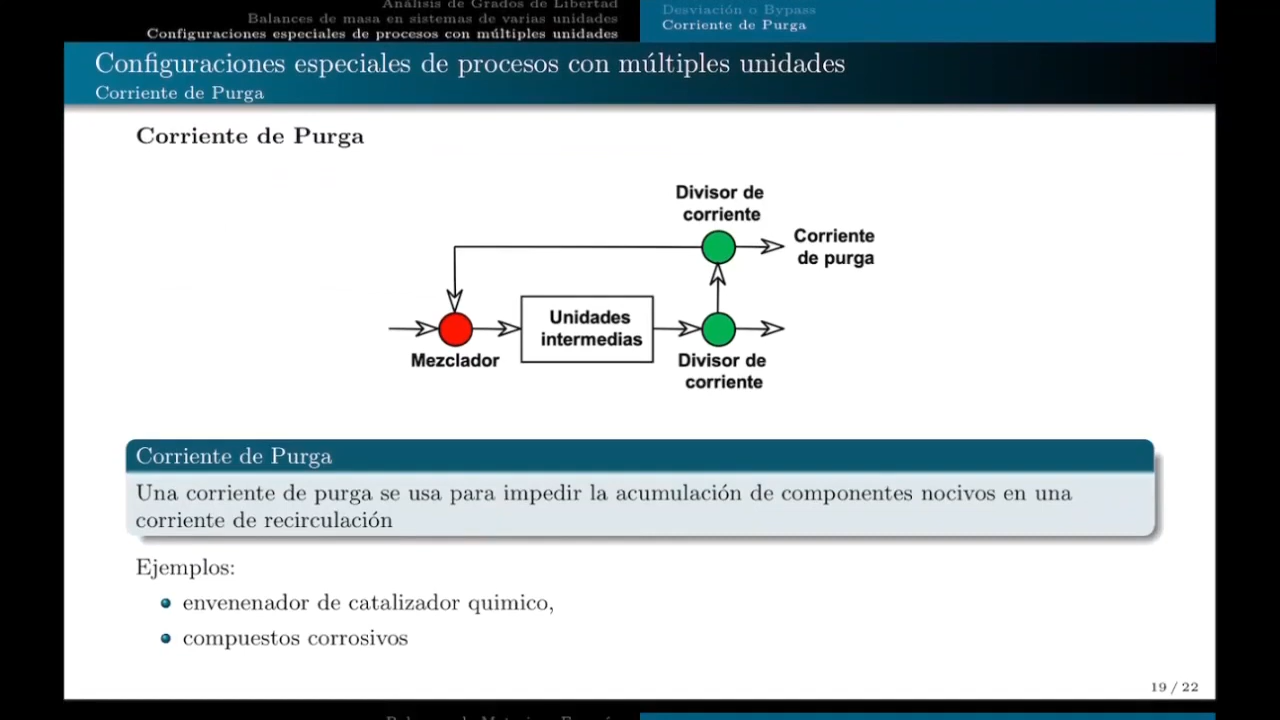 Análisis de Grados de Libertad
Balances de masa en sistemas de varias unidades
Configuraciones especiales de procesos con múltiples unidades
Desviación o Bypass
Corriente de Purga
Configuraciones especiales de procesos con múltiples unidades
Corriente de Purga
Corriente de Purga
Divisor de
corriente
Corriente
de purga
Unidades
intermedias
Mezclador
Divisor de
corriente
Corriente de Purga
Una corriente de purga se usa para impedir la acumulación de componentes nocivos en una
corriente de recirculación
Ejemplos:
envenenador de catalizador quimico,
compuestos corrosivos
19 / 22